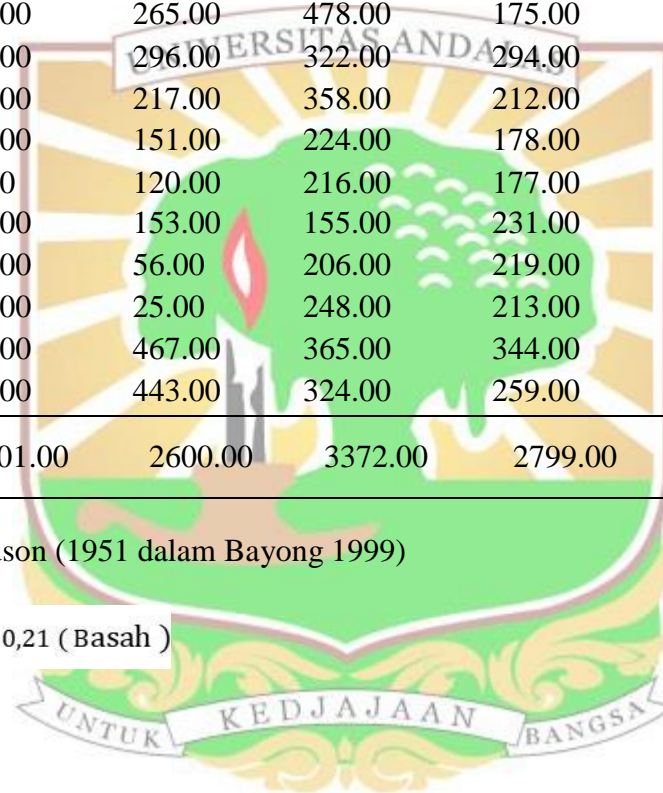 00 265.00 478.00 175.00
UNIVERSITAS ANDALAS
00 296.00 322.00 294.00
00 217.00 358.00 212.00
00 151.00 224.00 178.00
0 120.00 216.00 177.00
00 153.00 155.00 231.00
00 56.00 206.00 219.00
00 25.00 248.00 213.00
00 467.00 365.00 344.00
00 443.00 324.00 259.00
01.00 2600.00 3372.00 2799.00
son (1951 dalam Bayong 1999)
0,21 ( Basah )
UNTUK KEDJAJAAN BANGSA